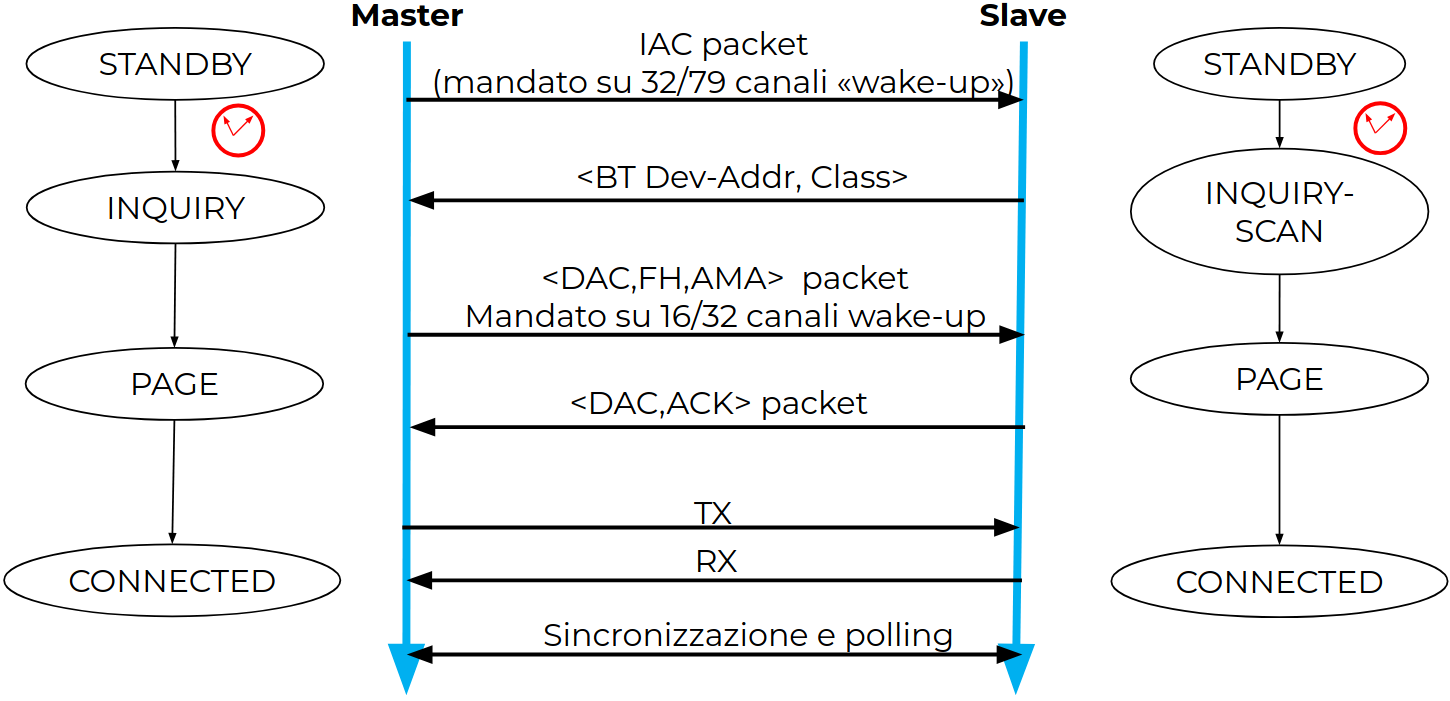 Master
Slave
STANDBY
IAC packet
(mandato su 32/79 canali «wake-up»)
STANDBY
<BT Dev-Addr, Class>
INQUIRY
INQUIRY-
SCAN
<DAC,FH,AMA> packet
Mandato su 16/32 canali wake-up
PAGE
PAGE
<DAC,ACK> packet
TX
RX
CONNECTED
CONNECTED
Sincronizzazione e polling